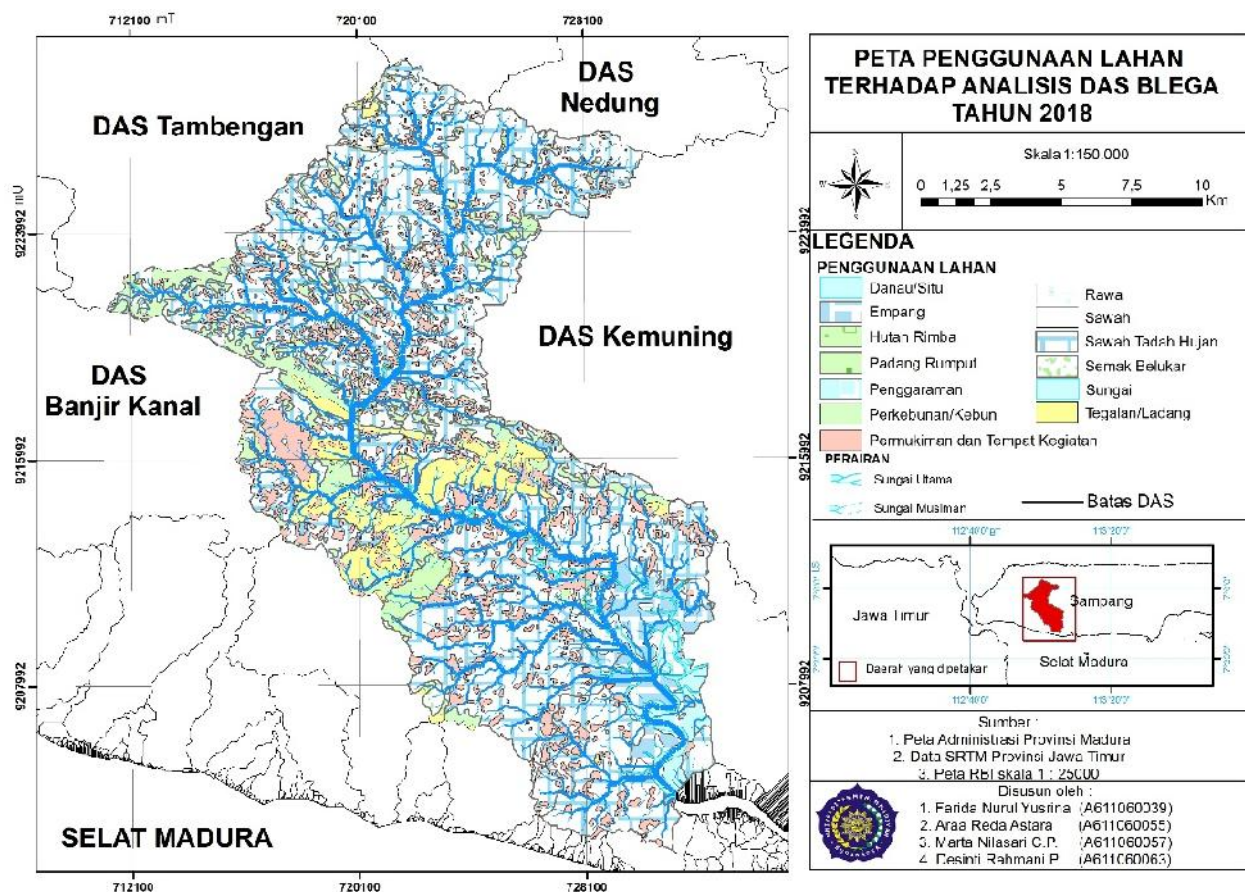 712100 mT
720100
728100
DAS
Nedung
DAS Tambengan
DAS Kemuning
DAS
Banjir Kanal
SELAT MADURA
9223992 mU
9215992
9207992
9223992
9215992
9207992
712100
720100
728100
PETA PENGGUNAAN LAHAN
TERHADAP ANALISIS DAS BLEGA
TAHUN 2018
Skala 1:150.000
0 1,25 2,5 5 7,5 10
Km
LEGENDA
PENGGUNAAN LAHAN
Danau/Situ
Empang
Hutan Rimba
Padang Rumput
Penggaraman
Perkebunan/Kebun
Permukiman dan Tempat Kegiatan
Rawa
Sawah
Sawah Tadah Hujan
Semak Belukar
Sungai
Tegalan/Ladang
PERAIRAN
Sungai Utama
Sungai Musiman
Batas DAS
113°20'0"
Jawa Timur
Selat Madura
Daerah yang dipetakan
113°20'0"
Sumber :
1. Peta Administrasi Provinsi Madura
2. Data SRTM Provinsi Jawa Timur
3. Peta RBI skala 1 : 25000
Disusun oleh :
1. Farida Nurul Yusrina (A611060039)
2. Araa Reda Astara (A611060055)
3. Marta Nilasari C.P. (A611060057)
4. Desinti Rahmani P. (A611060063)